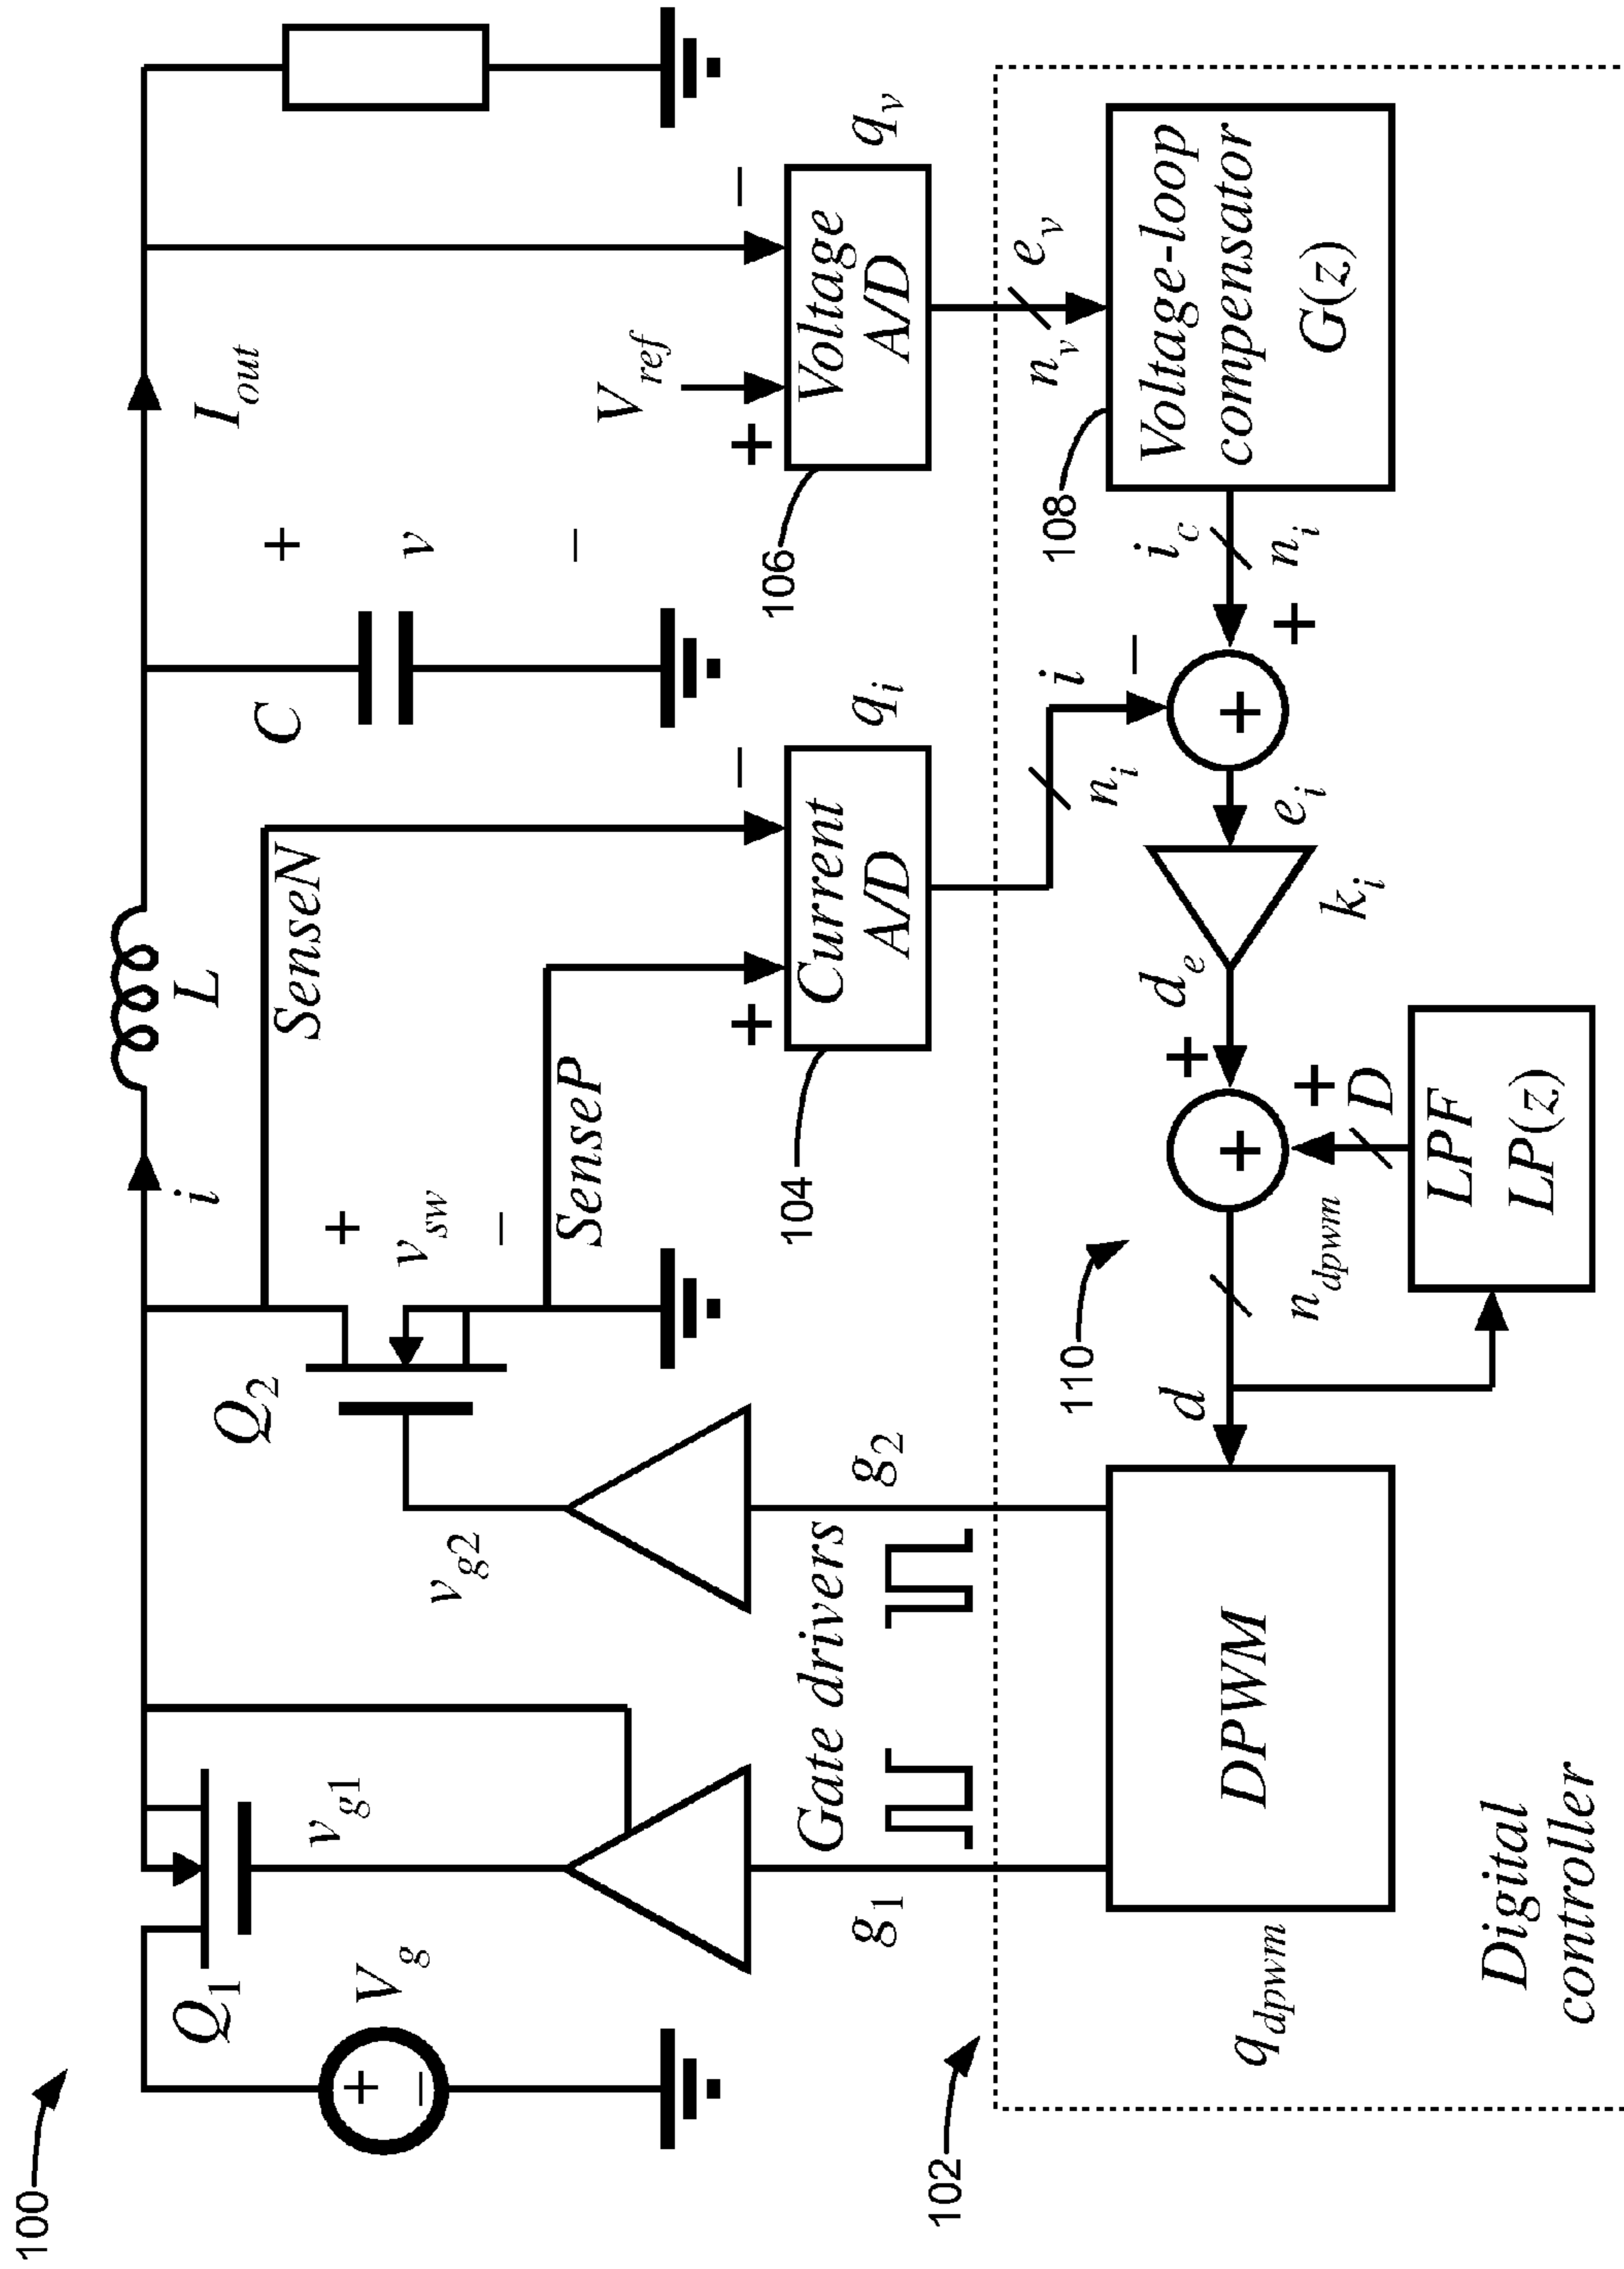 100
Q1
Vg
+
−
vg1
Q2
vg2
+
vsw
−
i
L
SenseN
SenseP
C
+
v
−
Iout
Vref
Gate drivers
g1
g2
104
+
−
Current
A/D
qi
106
+
−
Voltage
A/D
qv
102
qdpwm
DPWM
d
110
ndpwm
+
+
+
D
LPF
LP(z)
de
ki
ei
ni
i
−
+
+
ic
ni
108
nv
ev
Voltage-loop
compensator
G(z)
Digital
controller